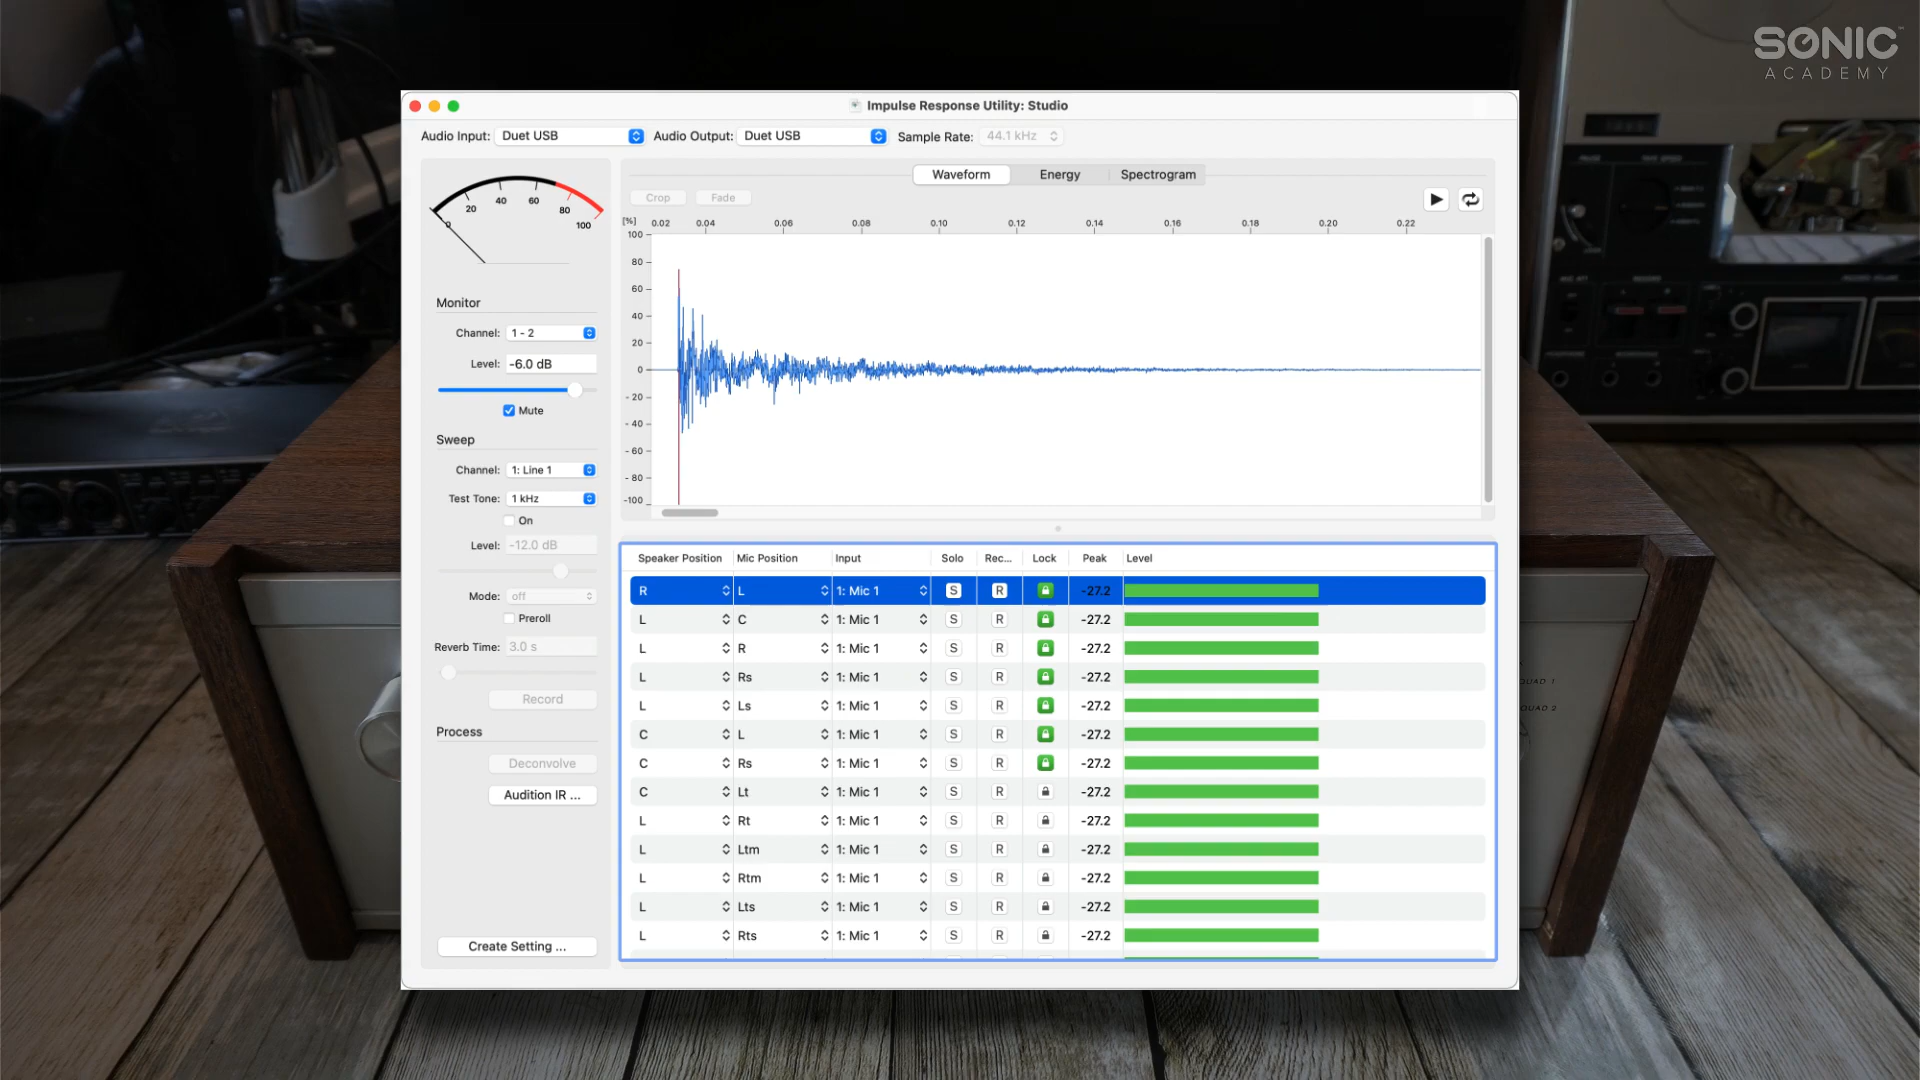 SONIC
ACADEMY
Impulse Response Utility: Studio
Audio Input: Duet USB Audio Output: Duet USB Sample Rate: 44.1 kHz
Waveform Energy Spectrogram
Crop Fade
0 20 40 60 80 100
[%] 0.02 0.04 0.06 0.08 0.10 0.12 0.14 0.16 0.18 0.20 0.22
100
80
60
40
20
0
- 20
- 40
- 60
- 80
-100
Monitor
Channel: 1 - 2
Level: -6.0 dB
Mute
Sweep
Channel: 1: Line 1
Test Tone: 1 kHz
On
Level: -12.0 dB
Mode: off
Preroll
Reverb Time: 3.0 s
Record
Process
Deconvolve
Audition IR ...
Create Setting ...
Speaker Position Mic Position Input Solo Rec... Lock Peak Level
R L 1: Mic 1 S R -27.2
L C 1: Mic 1 S R -27.2
L R 1: Mic 1 S R -27.2
L Rs 1: Mic 1 S R -27.2
L Ls 1: Mic 1 S R -27.2
C L 1: Mic 1 S R -27.2
C Rs 1: Mic 1 S R -27.2
C Lt 1: Mic 1 S R -27.2
L Rt 1: Mic 1 S R -27.2
L Ltm 1: Mic 1 S R -27.2
L Rtm 1: Mic 1 S R -27.2
L Lts 1: Mic 1 S R -27.2
L Rts 1: Mic 1 S R -27.2
QUAD 1
QUAD 2